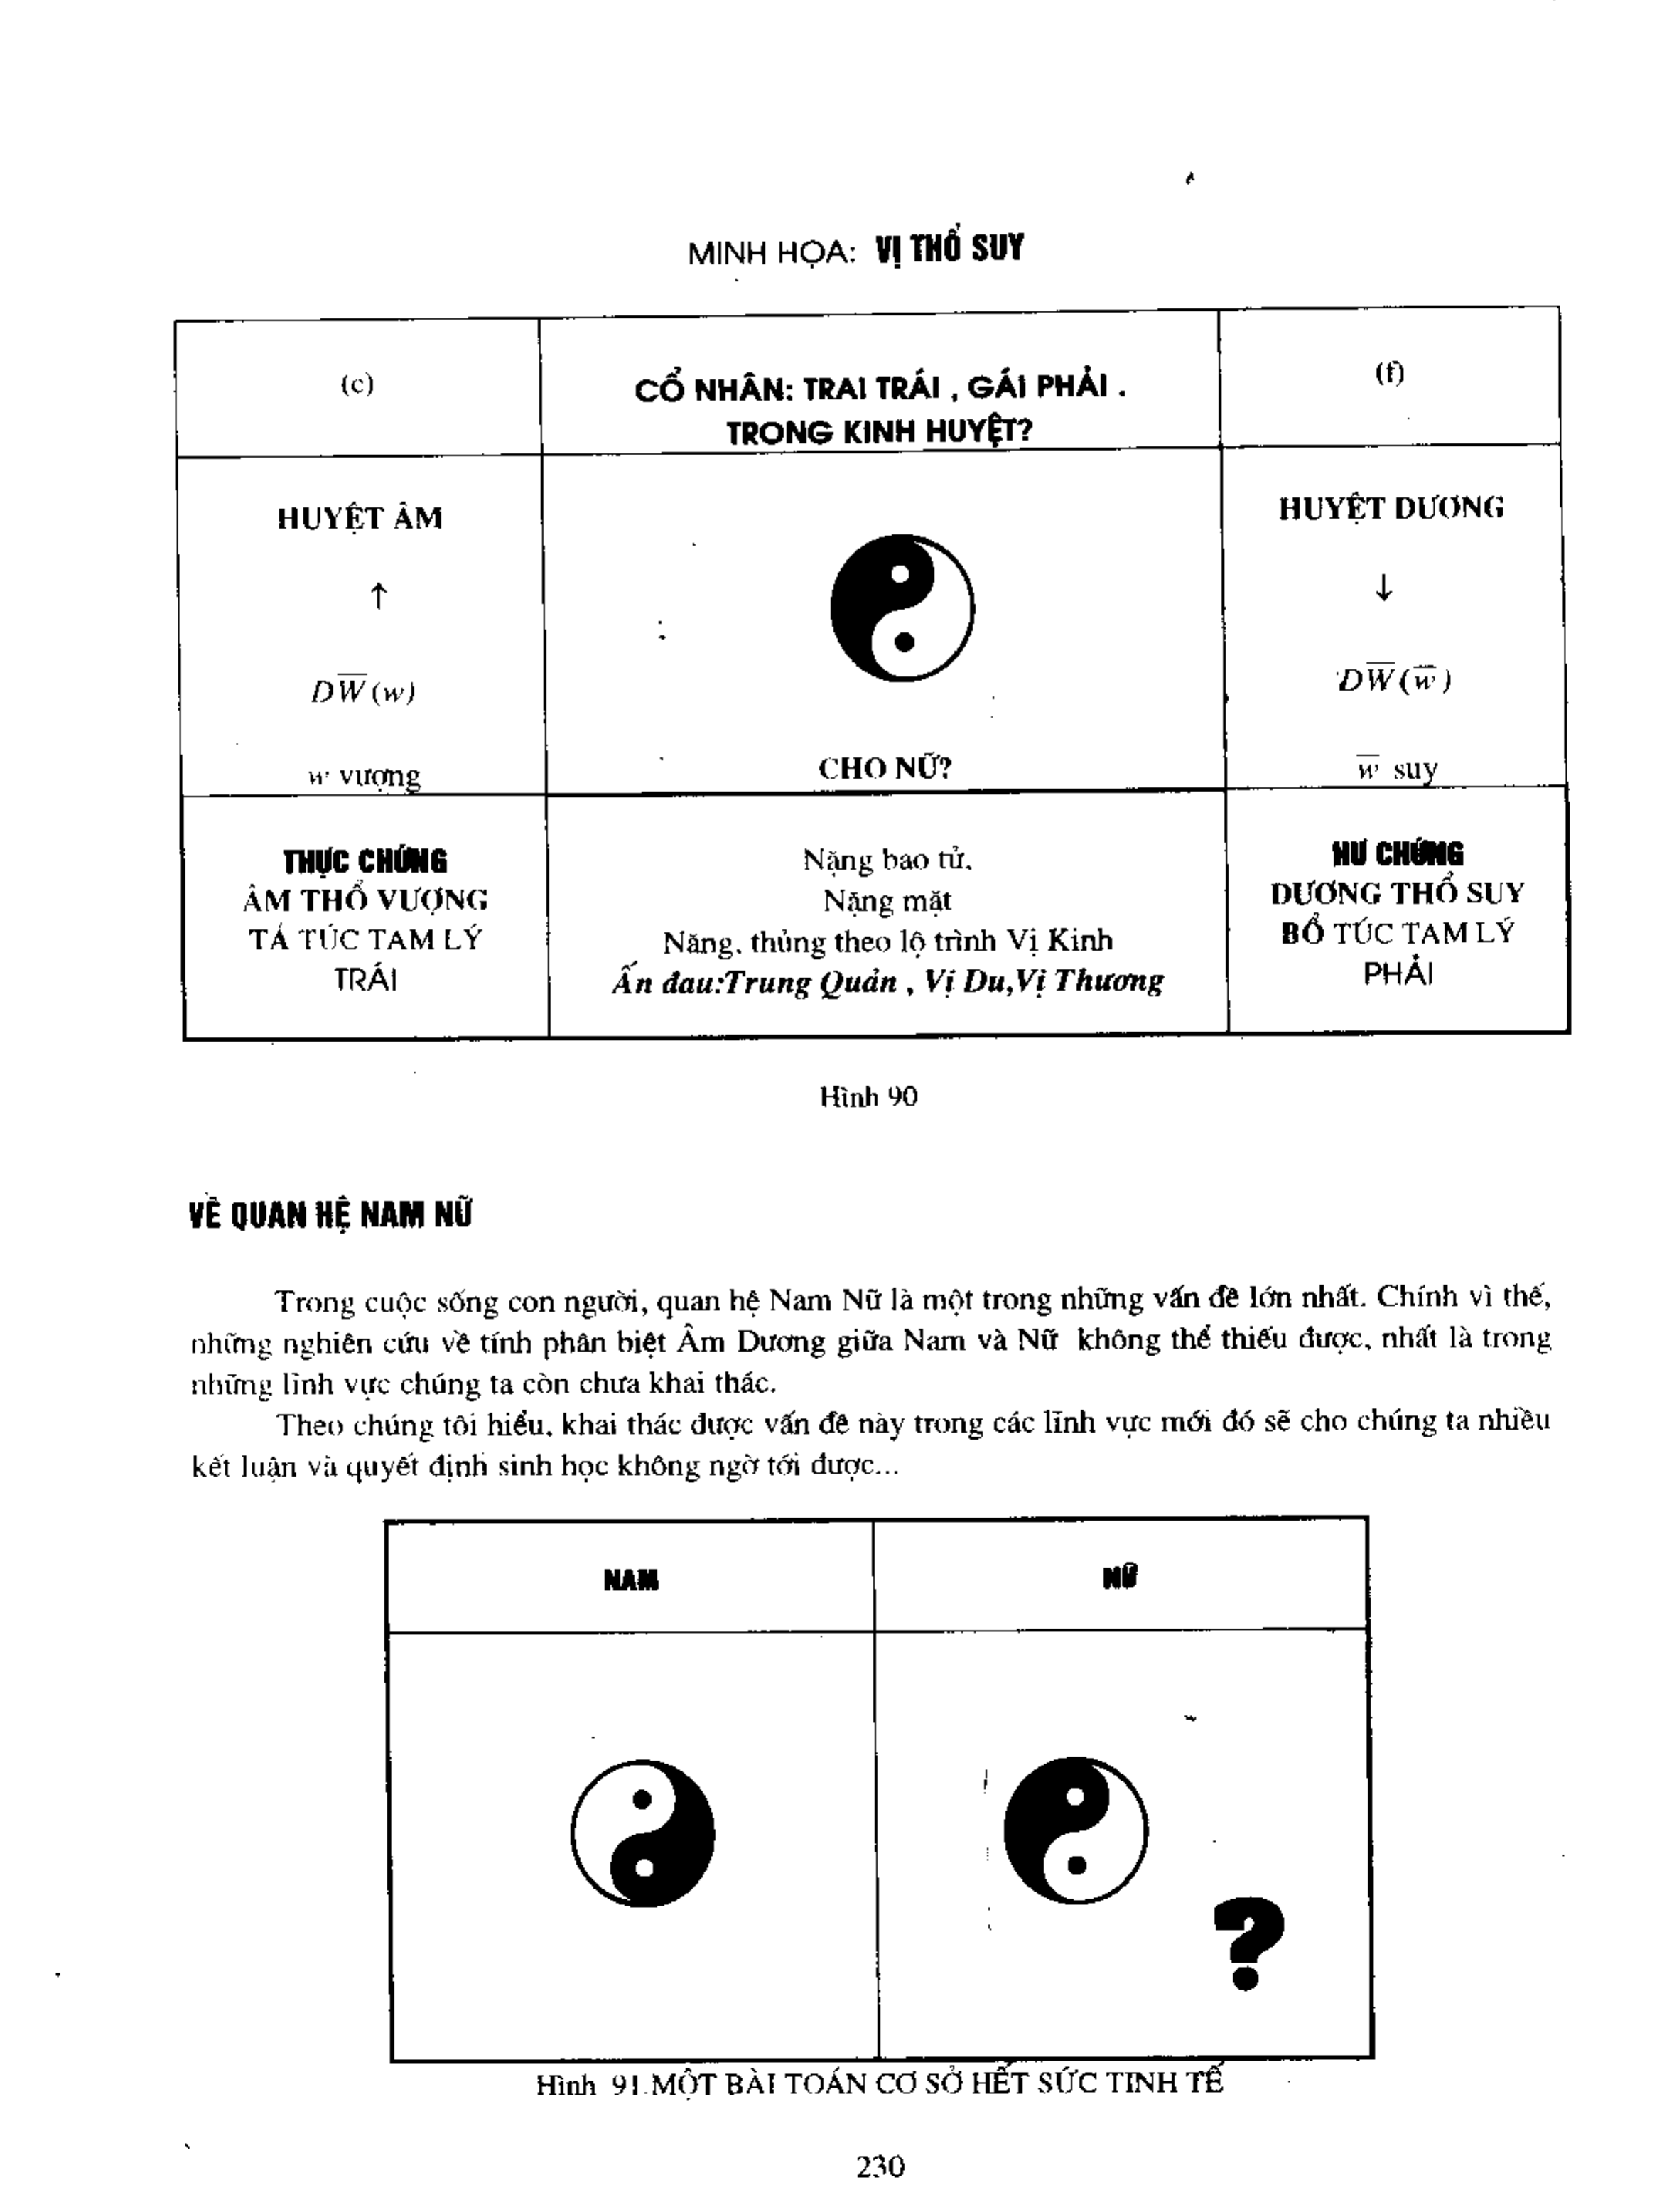 MINH HỌA: VỊ THỔ SUY
(c)
CỔ NHÂN: TRAI TRÁI , GÁI PHẢI .
TRONG KINH HUYỆT?
(f)
HUYỆT ÂM
↑
DW̅(w)
w vượng
CHO NỮ?
HUYỆT DƯƠNG
↓
DW̅(w̅)
w̅ suy
THỰC CHỨNG
ÂM THỔ VƯỢNG
TẢ TÚC TAM LÝ
TRÁI
Nặng bao tử.
Nặng mặt
Năng. thủng theo lộ trình Vị Kinh
Ấn đau:Trung Quản , Vị Du,Vị Thương
HƯ CHỨNG
DƯƠNG THỔ SUY
BỔ TÚC TAM LÝ
PHẢI
Hình 90
VỀ QUAN HỆ NAM NỮ
Trong cuộc sống con người, quan hệ Nam Nữ là một trong những vấn đề lớn nhất. Chính vì thế,
những nghiên cứu về tính phân biệt Âm Dương giữa Nam và Nữ không thể thiếu được, nhất là trong
những lĩnh vực chúng ta còn chưa khai thác.
Theo chúng tôi hiểu, khai thác được vấn đề này trong các lĩnh vực mới đó sẽ cho chúng ta nhiều
kết luận và quyết định sinh học không ngờ tới được...
NAM
NỮ
?
Hình 91.MỘT BÀI TOÁN CƠ SỞ HẾT SỨC TINH TẾ
230